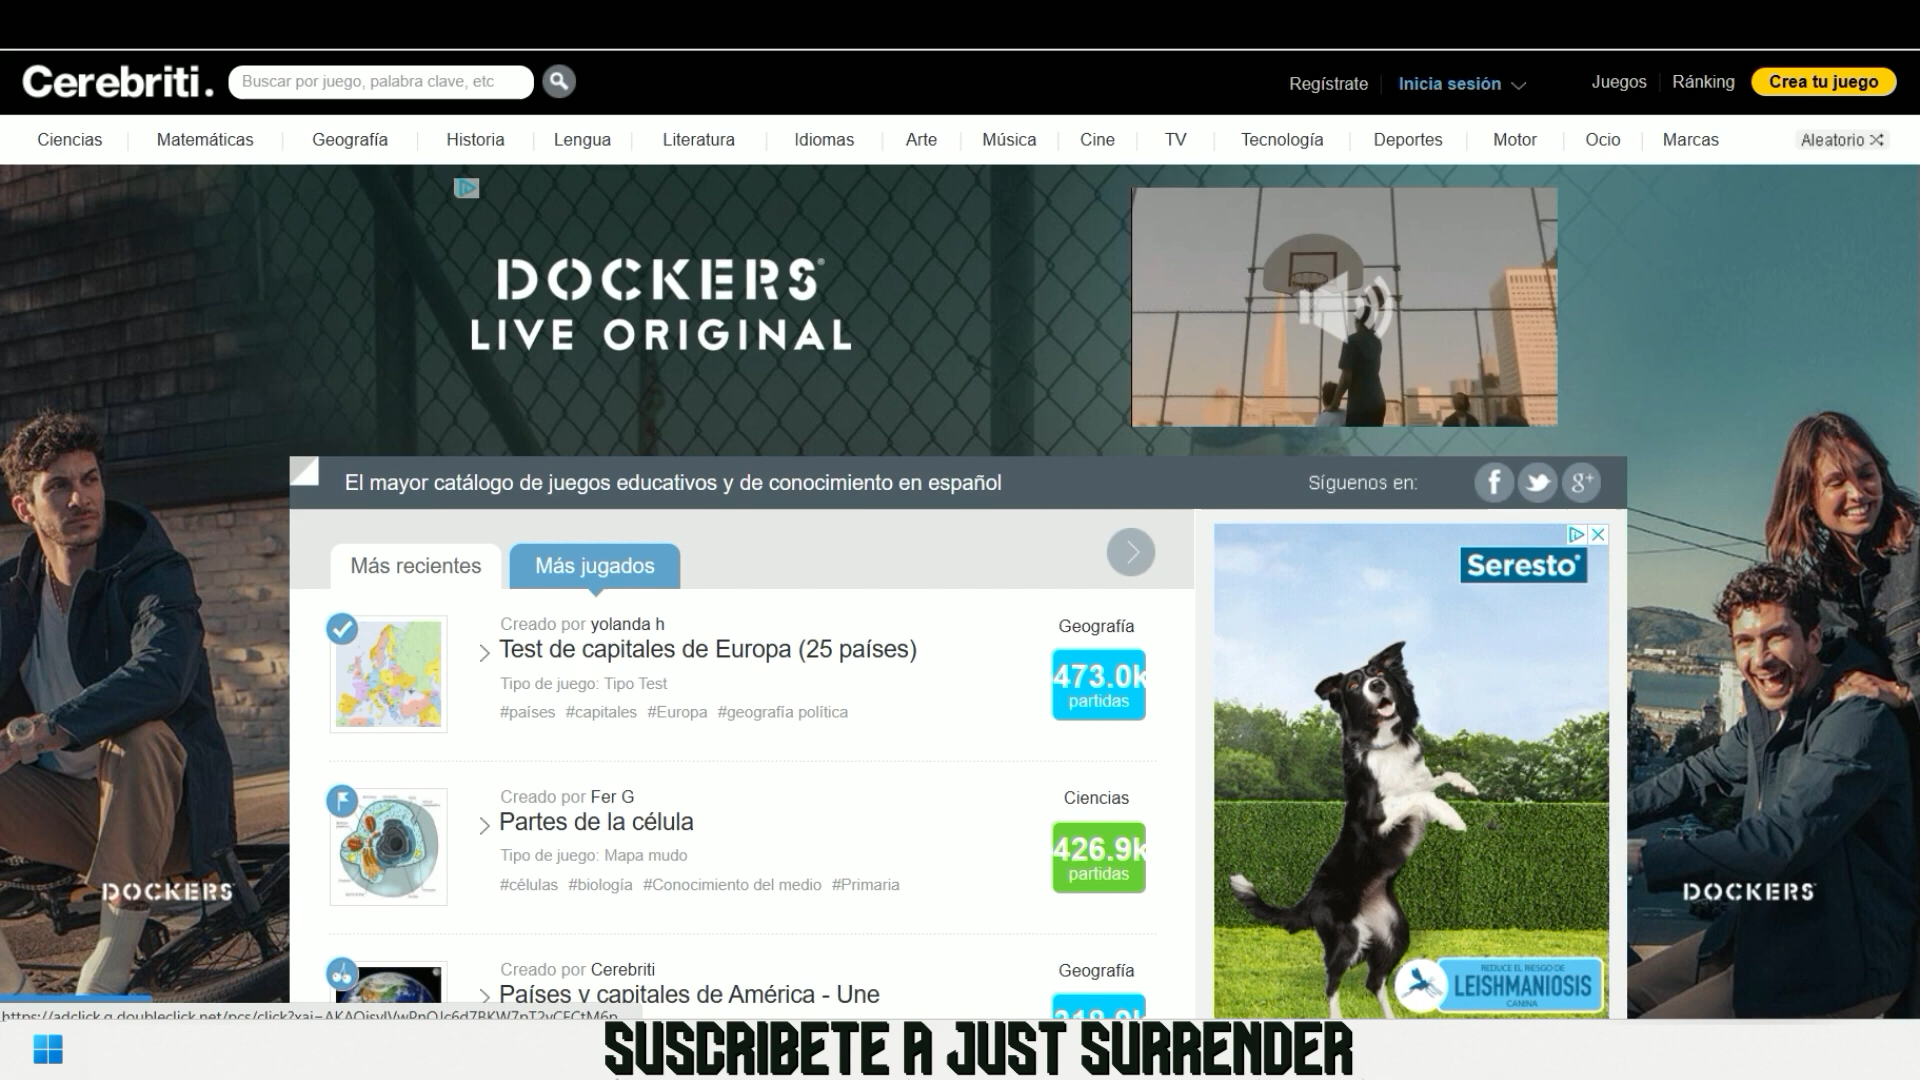 Cerebriti.
Buscar por juego, palabra clave, etc
Regístrate
Inicia sesión
Juegos
Ránking
Crea tu juego
Ciencias
Matemáticas
Geografía
Historia
Lengua
Literatura
Idiomas
Arte
Música
Cine
TV
Tecnología
Deportes
Motor
Ocio
Marcas
Aleatorio
DOCKERS®
LIVE ORIGINAL
El mayor catálogo de juegos educativos y de conocimiento en español
Síguenos en:
Más recientes
Más jugados
Creado por yolanda h
Test de capitales de Europa (25 países)
Tipo de juego: Tipo Test
#países #capitales #Europa #geografía política
Geografía
473.0k
partidas
Creado por Fer G
Partes de la célula
Tipo de juego: Mapa mudo
#células #biología #Conocimiento del medio #Primaria
Ciencias
426.9k
partidas
Creado por Cerebriti
Países y capitales de América - Une
Geografía
Seresto®
REDUCE EL RIESGO DE
LEISHMANIOSIS
CANINA
DOCKERS
DOCKERS
SUSCRIBETE A JUST SURRENDER